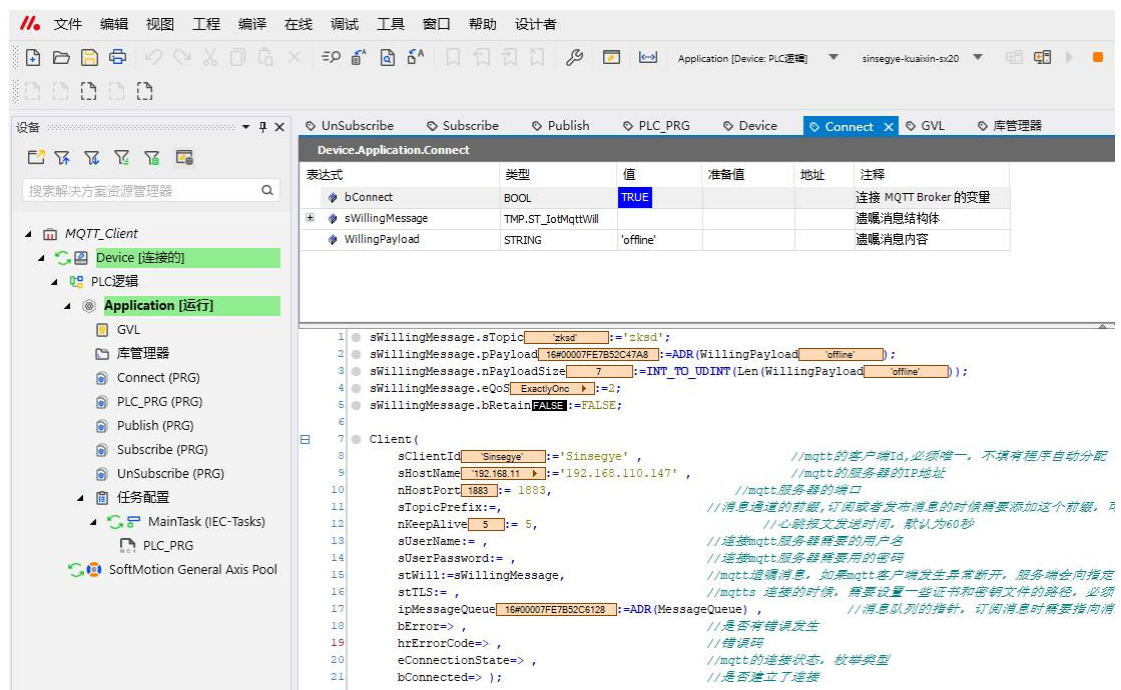 文件 编辑 视图 工程 编译 在线 调试 工具 窗口 帮助 设计者
Application [Device: PLC逻辑] sinsegye-kuaixin-sx20
设备
搜索解决方案资源管理器
MQTT_Client
Device [连接的]
PLC逻辑
Application [运行]
GVL
库管理器
Connect (PRG)
PLC_PRG (PRG)
Publish (PRG)
Subscribe (PRG)
UnSubscribe (PRG)
任务配置
MainTask (IEC-Tasks)
PLC_PRG
SoftMotion General Axis Pool
UnSubscribe Subscribe Publish PLC_PRG Device Connect GVL 库管理器
Device.Application.Connect
表达式 类型 值 准备值 地址 注释
bConnect BOOL TRUE 连接 MQTT Broker 的变量
sWillingMessage TMP.ST_IotMqttWill 遗嘱消息结构体
WillingPayload STRING 'offline' 遗嘱消息内容
1 sWillingMessage.sTopic 'zksd' :='zksd';
2 sWillingMessage.pPayload 16#00007FE7B52C47A8 :=ADR(WillingPayload 'offline' );
3 sWillingMessage.nPayloadSize 7 :=INT_TO_UDINT(Len(WillingPayload 'offline' ));
4 sWillingMessage.eQoS ExactlyOnc :=2;
5 sWillingMessage.bRetain FALSE :=FALSE;
6
7 Client(
8 sClientId 'Sinsegye' :='Sinsegye' , //mqtt的客户端Id,必须唯一，不填有程序自动分配
9 sHostName '192.168.11 :='192.168.110.147' , //mqtt的服务器的IP地址
10 nHostPort 1883 := 1883, //mqtt服务器的端口
11 sTopicPrefix:=, //消息通道的前缀,订阅或者发布消息的时候需要添加这个前缀，
12 nKeepAlive 5 := 5, //心跳报文发送时间，默认为60秒
13 sUserName:= , //连接mqtt服务器需要的用户名
14 sUserPassword:= , //连接mqtt服务器需要用的密码
15 stWill:=sWillingMessage, //mqtt遗嘱消息，如果mqtt客户端发生异常断开，服务端会向指定
16 stTLS:= , //mqtts 连接的时候，需要设置一些证书和密钥文件的路径，必须
17 ipMessageQueue 16#00007FE7B52C6128 :=ADR(MessageQueue) , //消息队列的指针，订阅消息时需要指向消
18 bError=> , //是否有错误发生
19 hrErrorCode=> , //错误码
20 eConnectionState=> , //mqtt的连接状态，枚举类型
21 bConnected=> ); //是否建立了连接